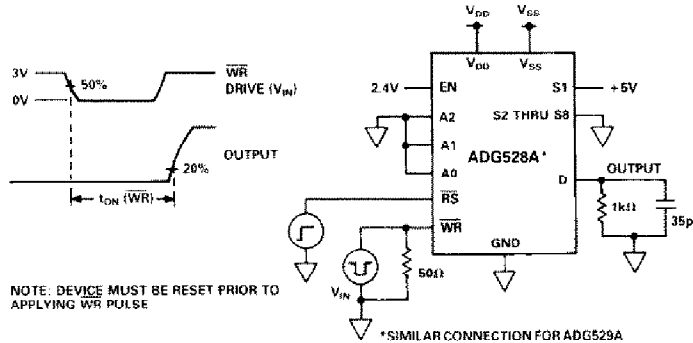 3V
0V
50%
WR
DRIVE (VIN)
OUTPUT
20%
tON (WR)
NOTE: DEVICE MUST BE RESET PRIOR TO
APPLYING WR PULSE
VDD
VSS
VDD
VSS
2.4V
EN
S1
+5V
A2
S2 THRU S8
A1
ADG528A*
A0
D
OUTPUT
RS
1kΩ
35p
WR
GND
VIN
50Ω
*SIMILAR CONNECTION FOR ADG529A